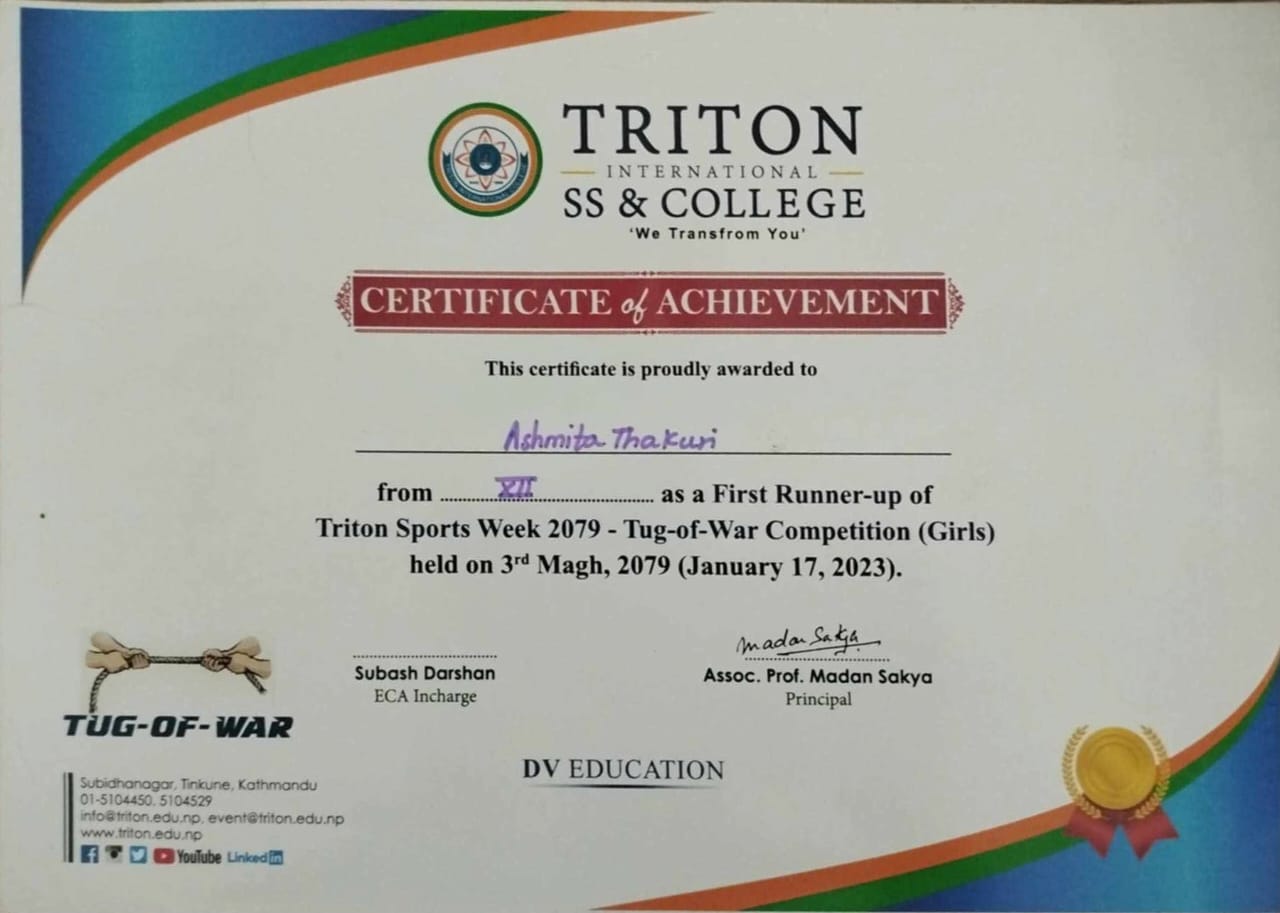 TRITON
INTERNATIONAL
SS & COLLEGE
'We Transfrom You'
CERTIFICATE of ACHIEVEMENT
This certificate is proudly awarded to
Ashmita Thakuri
from XII as a First Runner-up of
Triton Sports Week 2079 - Tug-of-War Competition (Girls)
held on 3rd Magh, 2079 (January 17, 2023).
Madan Sakya
Subash Darshan
ECA Incharge
Assoc. Prof. Madan Sakya
Principal
TUG-OF-WAR
DV EDUCATION
Subidhanagar, Tinkune, Kathmandu
01-5104450, 5104529
info@triton.edu.np, event@triton.edu.np
www.triton.edu.np
YouTube Linked in